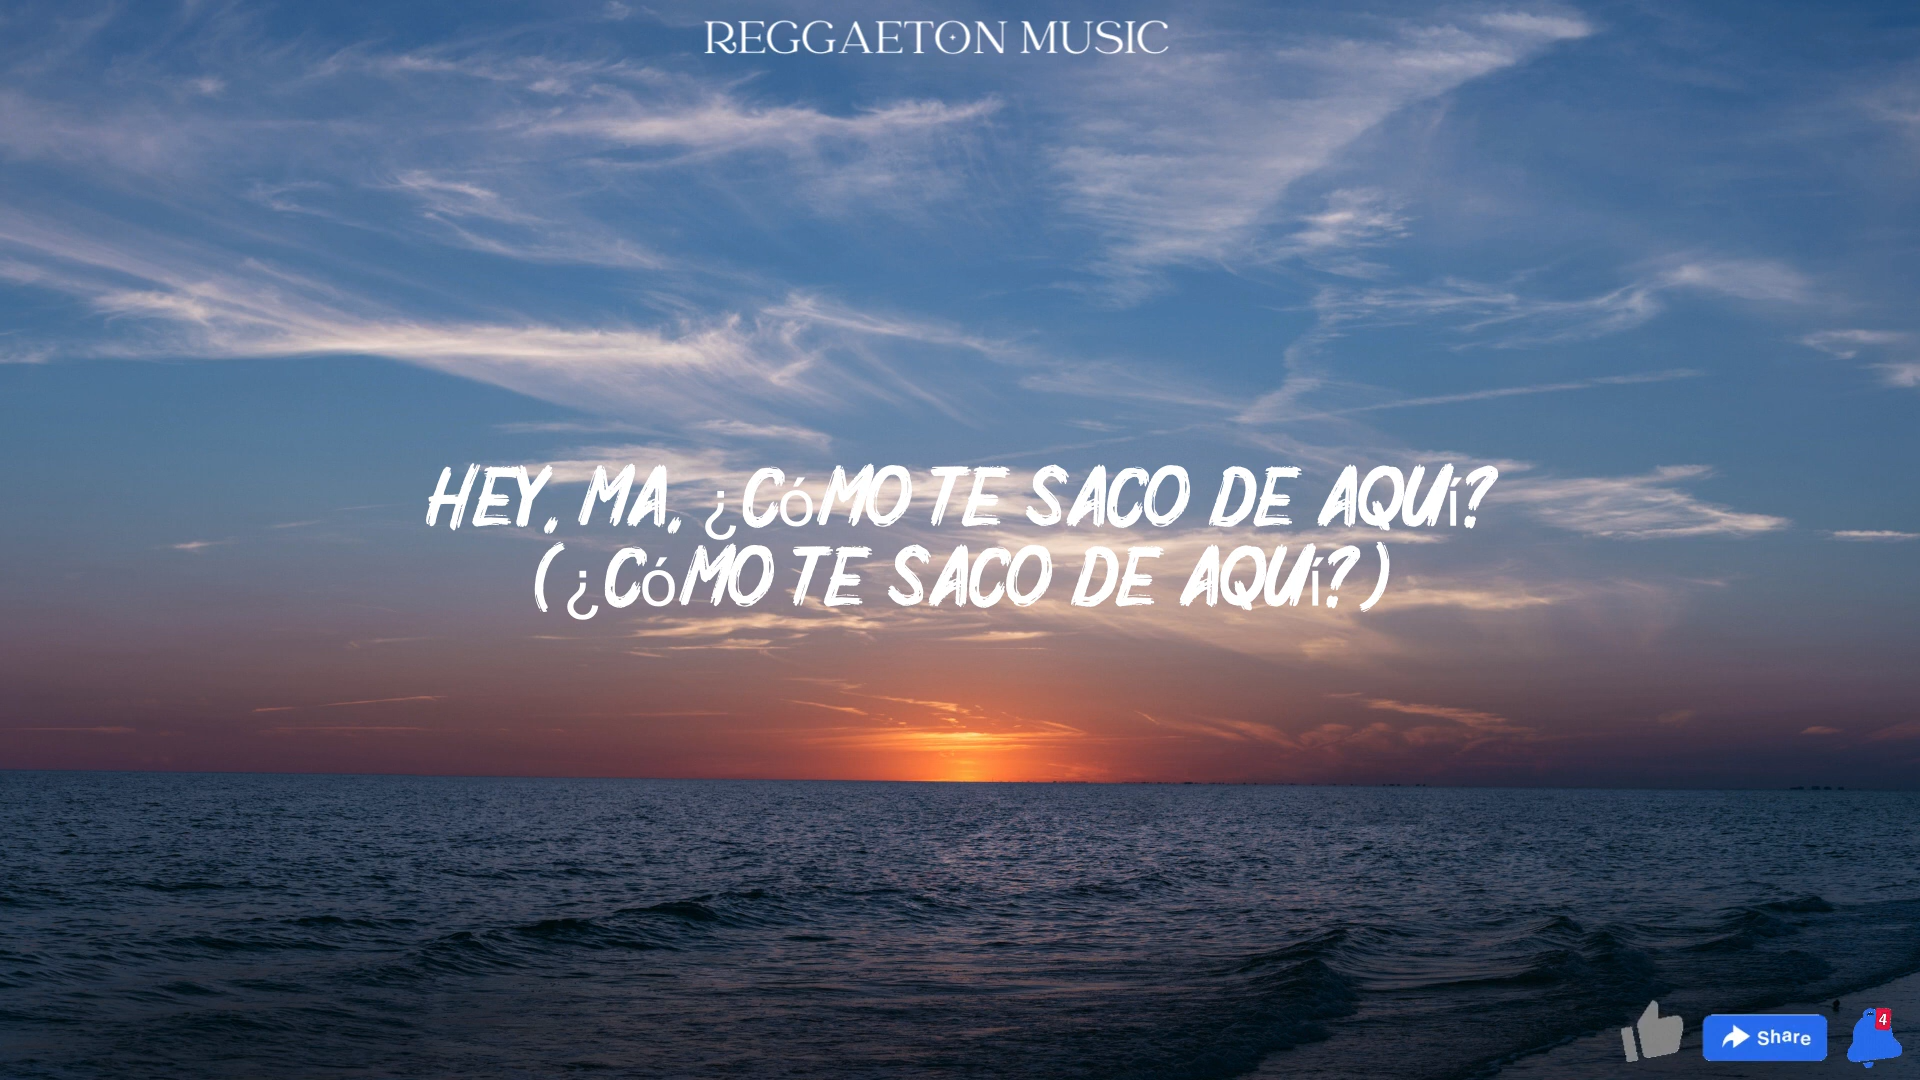 REGGAETON MUSIC
HEY, MA, ¿CóMO TE SACO DE AQUí?
(¿CóMO TE SACO DE AQUí?)
Share
4